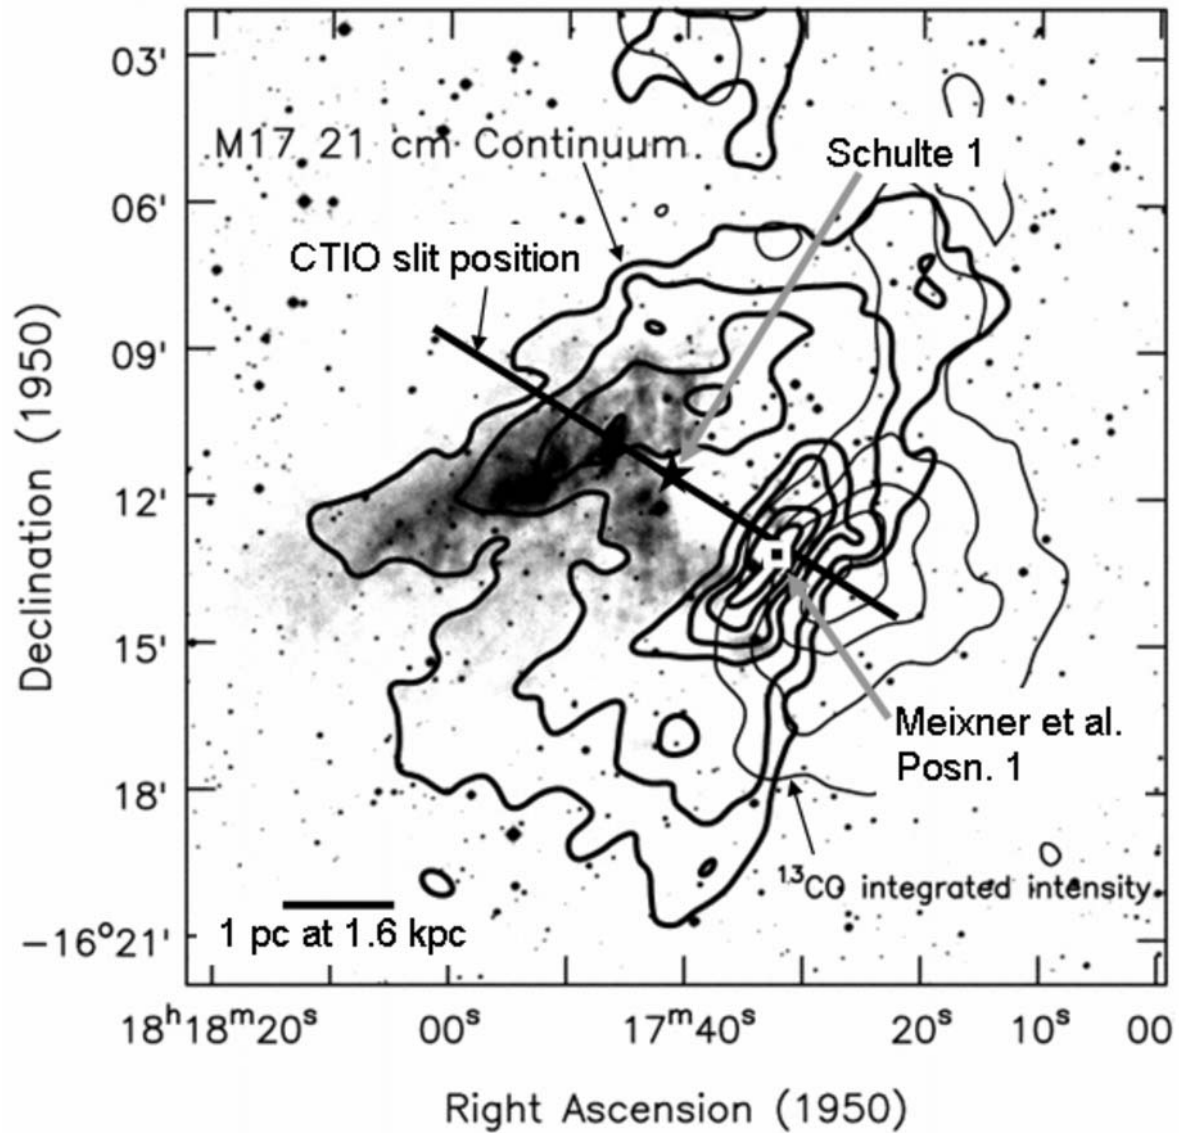 03'
M17 21 cm Continuum
Schulte 1
06'
CTIO slit position
09'
12'
15'
Meixner et al.
Posn. 1
18'
¹³CO integrated intensity
1 pc at 1.6 kpc
−16°21'
18ʰ18ᵐ20ˢ 00ˢ 17ᵐ40ˢ 20ˢ 10ˢ 00
Right Ascension (1950)
Declination (1950)